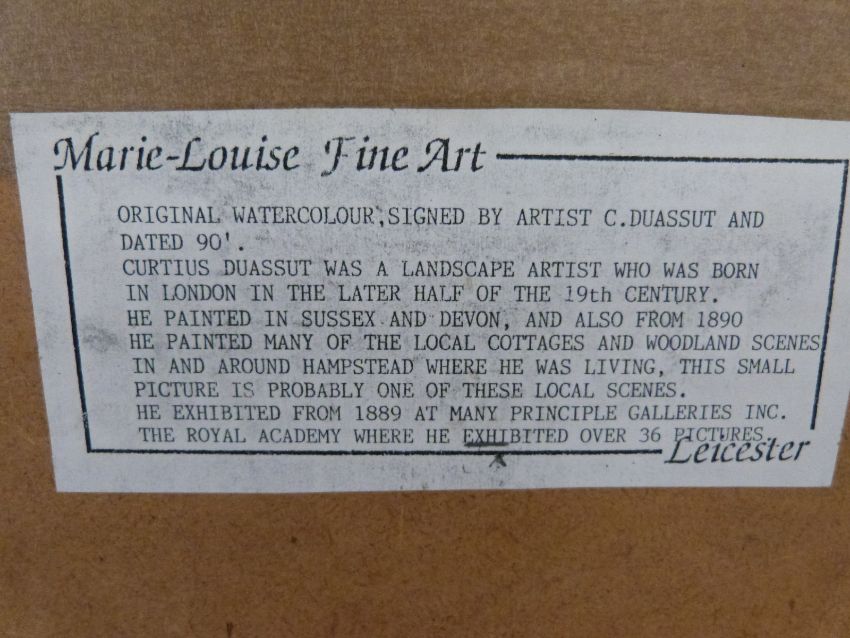 Marie-Louise Fine Art
ORIGINAL WATERCOLOUR,SIGNED BY ARTIST C.DUASSUT AND
DATED 90'.
CURTIUS DUASSUT WAS A LANDSCAPE ARTIST WHO WAS BORN
IN LONDON IN THE LATER HALF OF THE 19th CENTURY.
HE PAINTED IN SUSSEX AND DEVON, AND ALSO FROM 1890
HE PAINTED MANY OF THE LOCAL COTTAGES AND WOODLAND SCENES
IN AND AROUND HAMPSTEAD WHERE HE WAS LIVING, THIS SMALL
PICTURE IS PROBABLY ONE OF THESE LOCAL SCENES.
HE EXHIBITED FROM 1889 AT MANY PRINCIPLE GALLERIES INC.
THE ROYAL ACADEMY WHERE HE EXHIBITED OVER 36 PICTURES.
Leicester